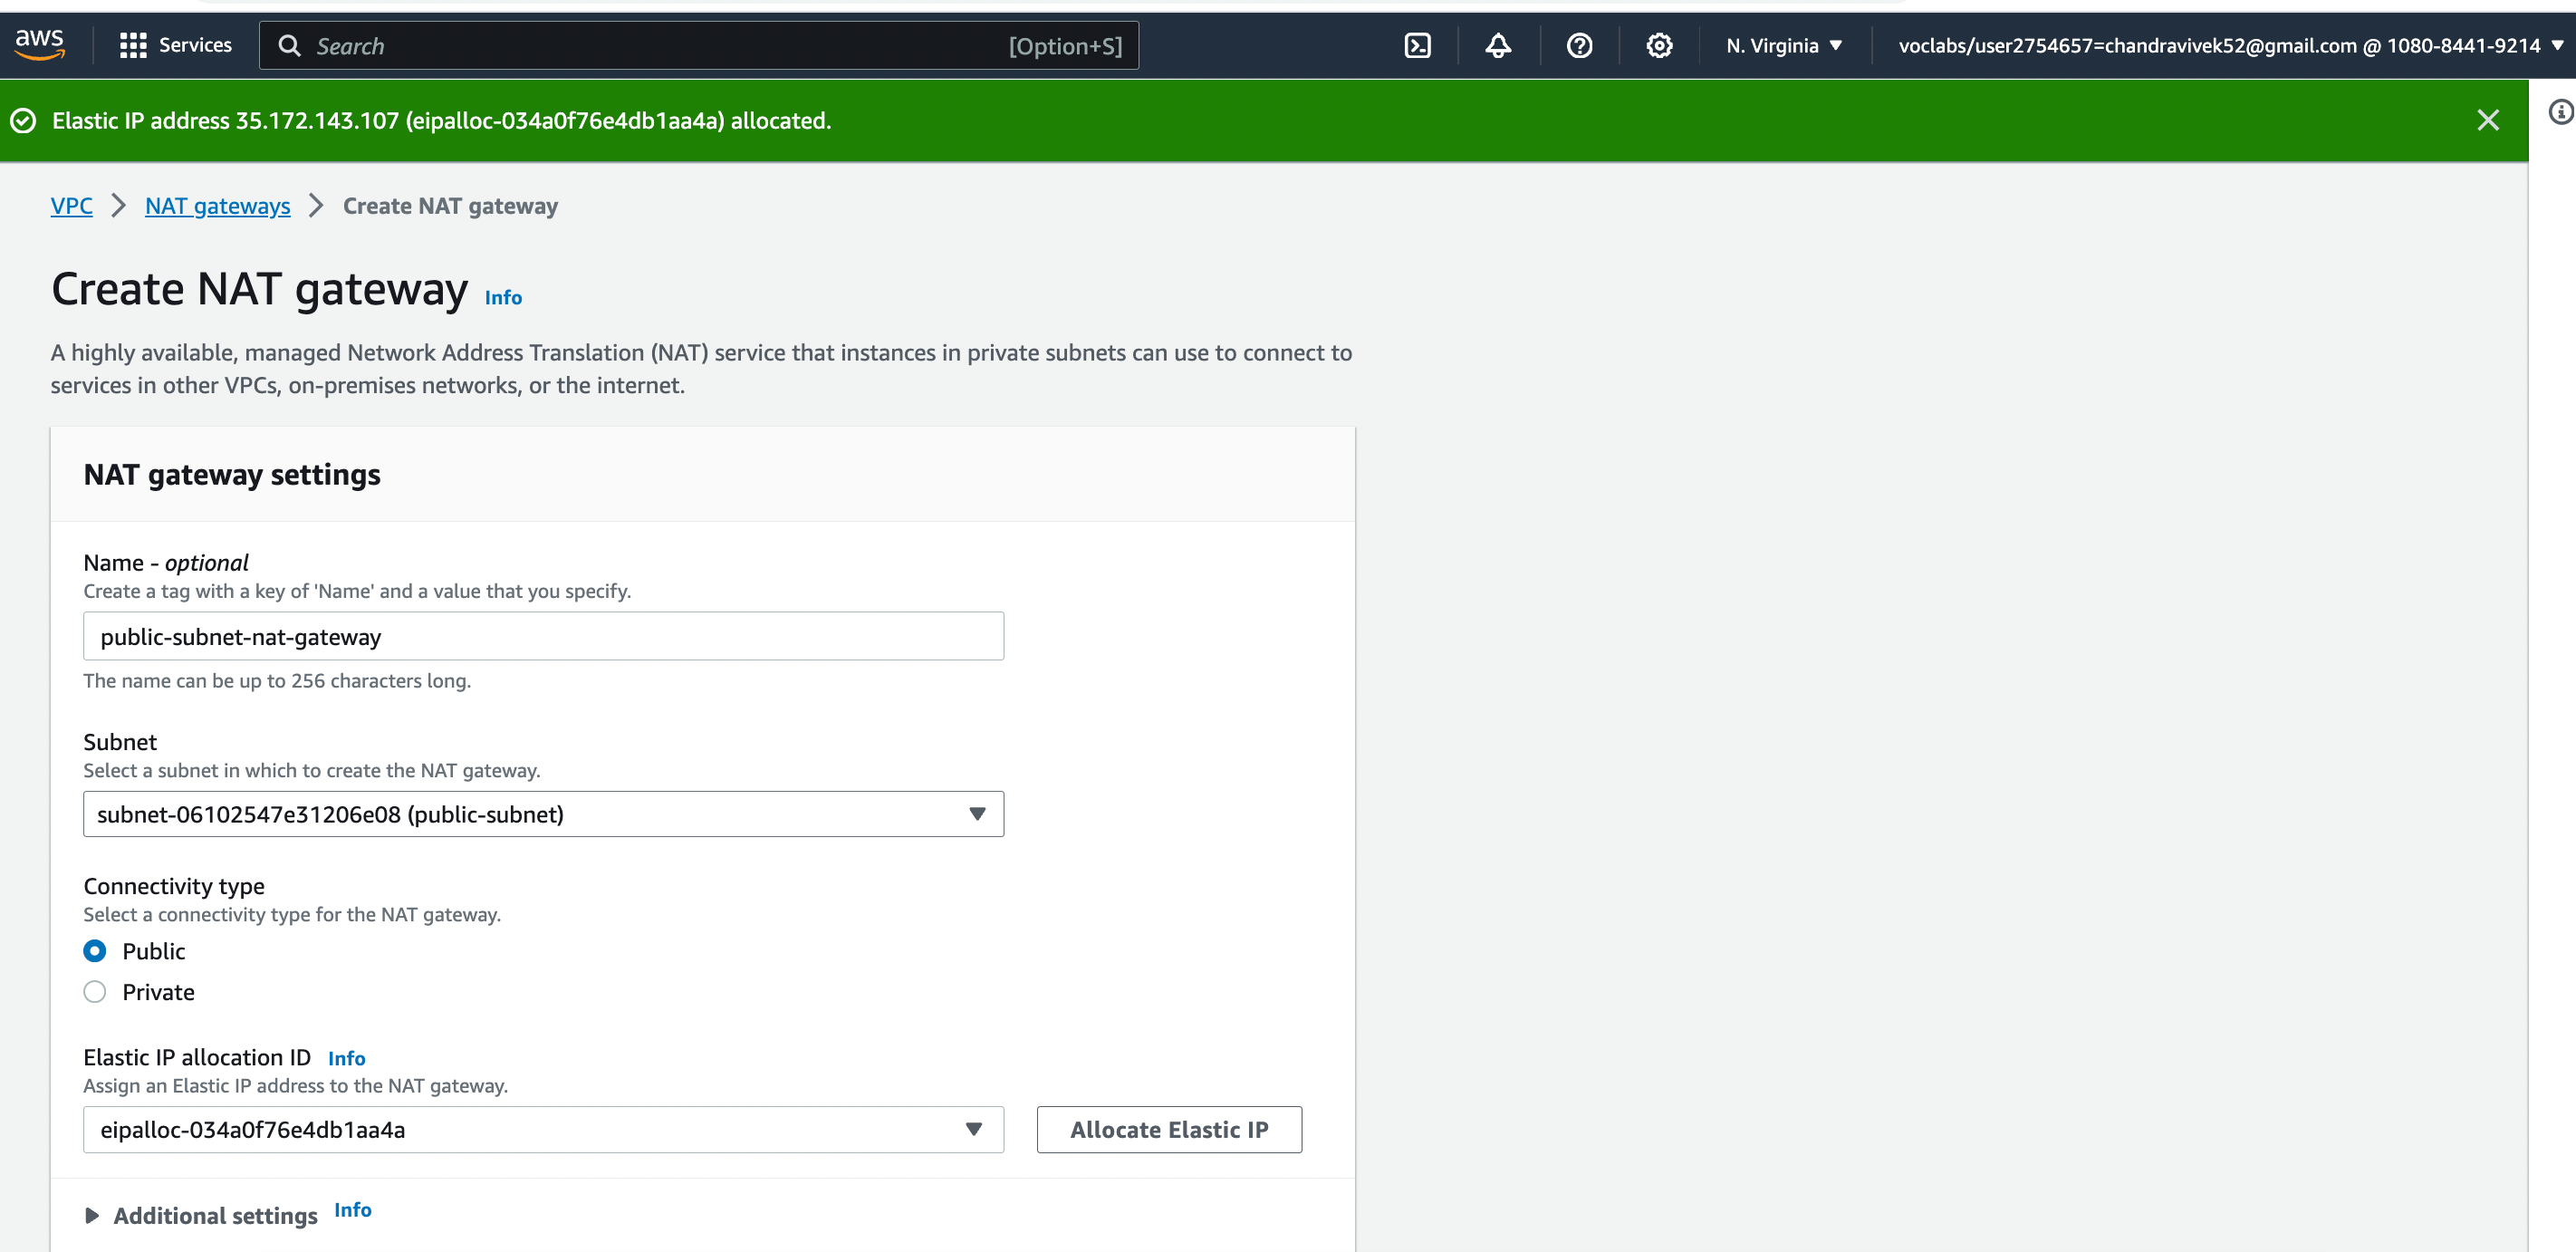 aws
Services
Search
[Option+S]
N. Virginia
voclabs/user2754657=chandravivek52@gmail.com @ 1080-8441-9214
Elastic IP address 35.172.143.107 (eipalloc-034a0f76e4db1aa4a) allocated.
VPC > NAT gateways > Create NAT gateway
Create NAT gateway Info
A highly available, managed Network Address Translation (NAT) service that instances in private subnets can use to connect to
services in other VPCs, on-premises networks, or the internet.
NAT gateway settings
Name - optional
Create a tag with a key of 'Name' and a value that you specify.
public-subnet-nat-gateway
The name can be up to 256 characters long.
Subnet
Select a subnet in which to create the NAT gateway.
subnet-06102547e31206e08 (public-subnet)
Connectivity type
Select a connectivity type for the NAT gateway.
Public
Private
Elastic IP allocation ID Info
Assign an Elastic IP address to the NAT gateway.
eipalloc-034a0f76e4db1aa4a
Allocate Elastic IP
Additional settings Info